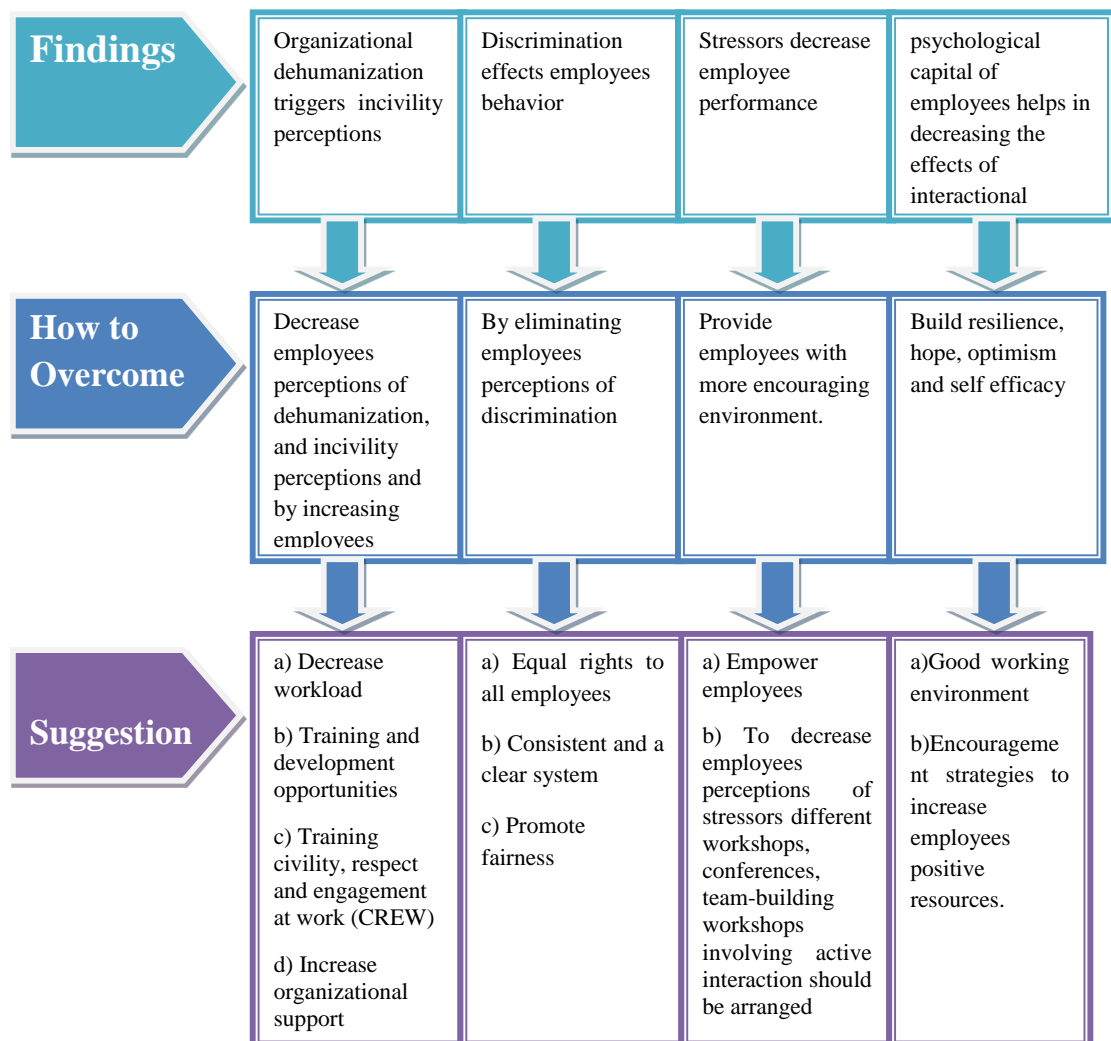 Findings
Organizational
dehumanization
triggers incivility
perceptions
Discrimination
effects employees
behavior
Stressors decrease
employee
performance
psychological
capital of
employees helps in
decreasing the
effects of
interactional
How to
Overcome
Decrease
employees
perceptions of
dehumanization,
and incivility
perceptions and
by increasing
employees
By eliminating
employees
perceptions of
discrimination
Provide
employees with
more encouraging
environment.
Build resilience,
hope, optimism
and self efficacy
Suggestion
a) Decrease
workload
b) Training and
development
opportunities
c) Training
civility, respect
and engagement
at work (CREW)
d) Increase
organizational
support
a) Equal rights to
all employees
b) Consistent and a
clear system
c) Promote
fairness
a) Empower
employees
b) To decrease
employees
perceptions of
stressors different
workshops,
conferences,
team-building
workshops
involving active
interaction should
be arranged
a)Good working
environment
b)Encourageme
nt strategies to
increase
employees
positive
resources.